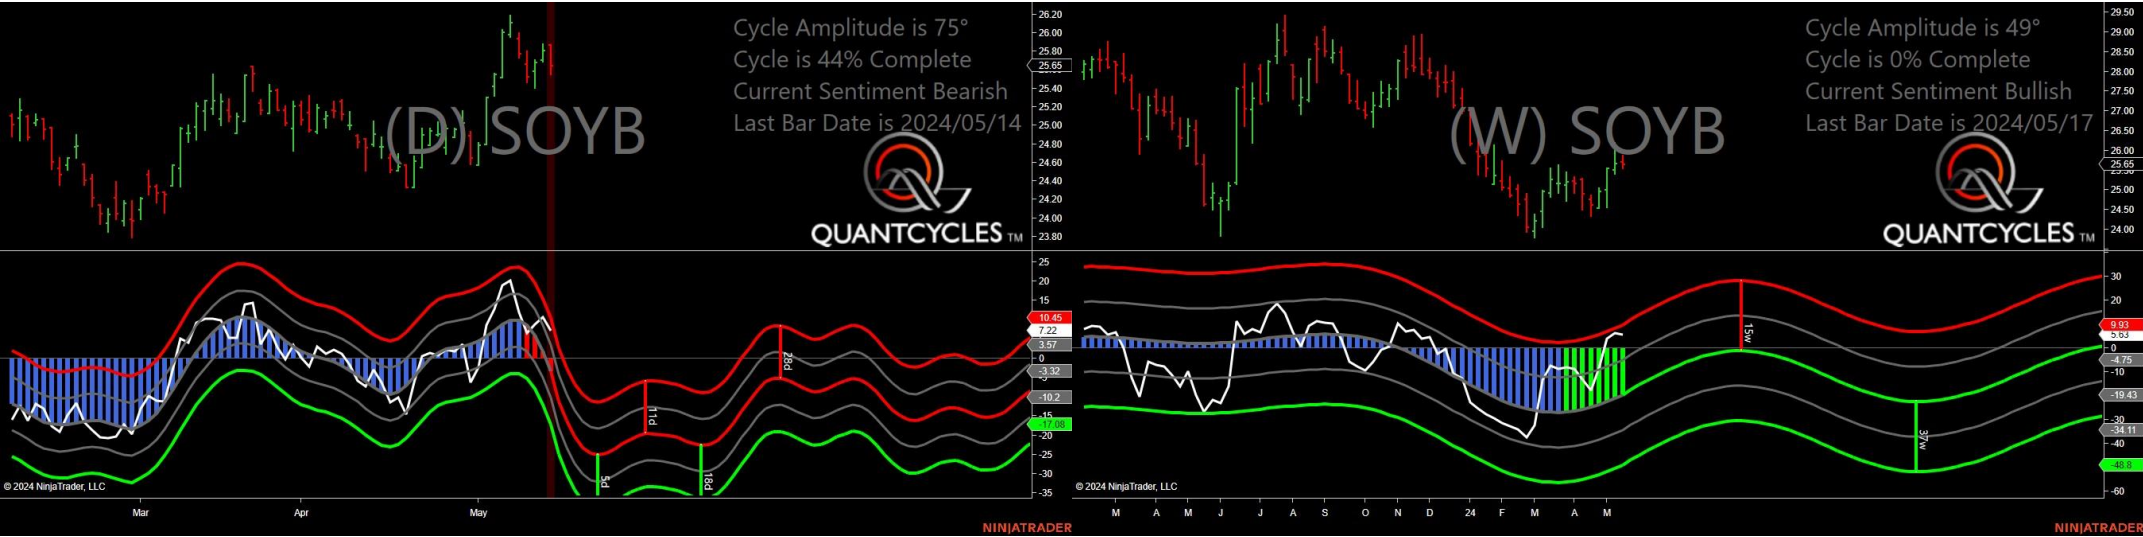 Cycle Amplitude is 75°
Cycle is 44% Complete
Current Sentiment Bearish
Last Bar Date is 2024/05/14
(D) SOYB
QUANTCYCLES TM
26.20
26.00
25.80
25.65
25.40
25.20
25.00
24.80
24.60
24.40
24.20
24.00
23.80
25
20
15
10.45
7.22
3.57
0
-3.32
-10.2
-15
-17.08
-20
-25
-30
-35
11d
28d
5d
18d
© 2024 NinjaTrader, LLC
Mar
Apr
May
NINJATRADER
Cycle Amplitude is 49°
Cycle is 0% Complete
Current Sentiment Bullish
Last Bar Date is 2024/05/17
(W) SOYB
QUANTCYCLES TM
29.50
29.00
28.50
28.00
27.50
27.00
26.50
26.00
25.65
25.50
25.00
24.50
24.00
30
20
9.93
5.63
0
-4.75
-10
-19.43
-30
-34.11
-40
-48.8
-60
15w
37w
© 2024 NinjaTrader, LLC
M A M J J A S O N D 24 F M A M
NINJATRADER